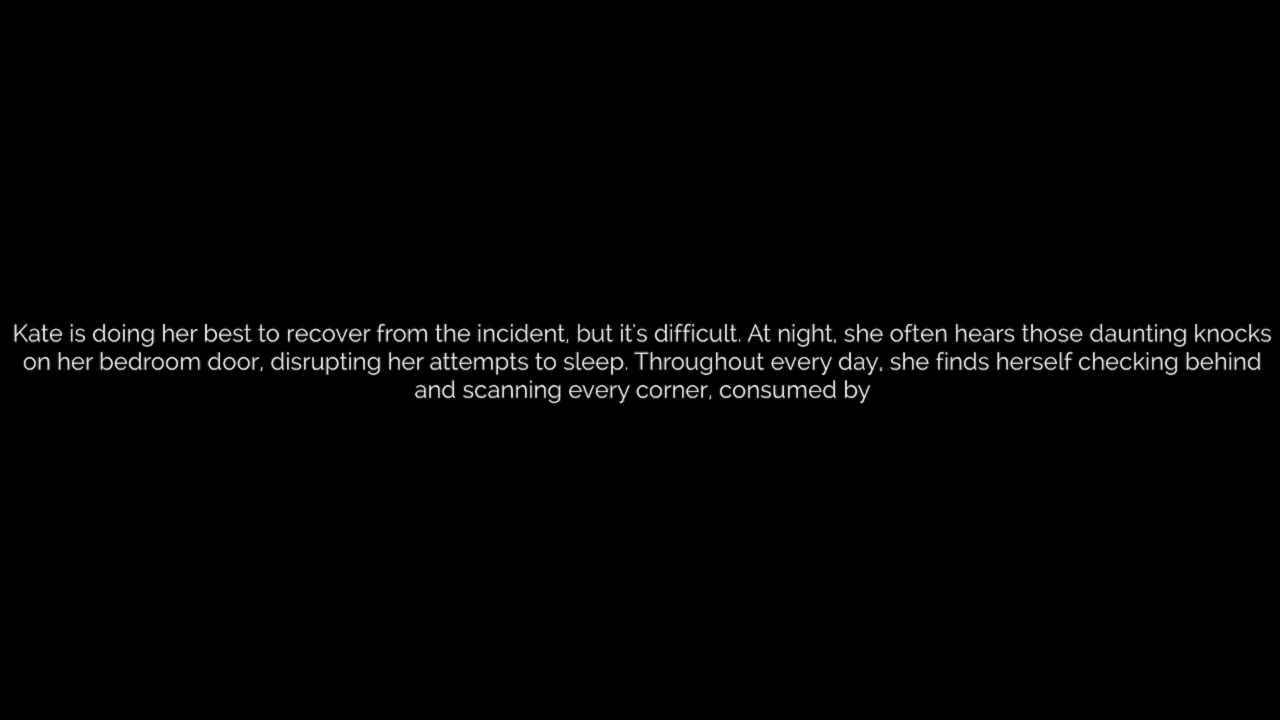 Kate is doing her best to recover from the incident, but it's difficult. At night, she often hears those daunting knocks
on her bedroom door, disrupting her attempts to sleep. Throughout every day, she finds herself checking behind
and scanning every corner, consumed by